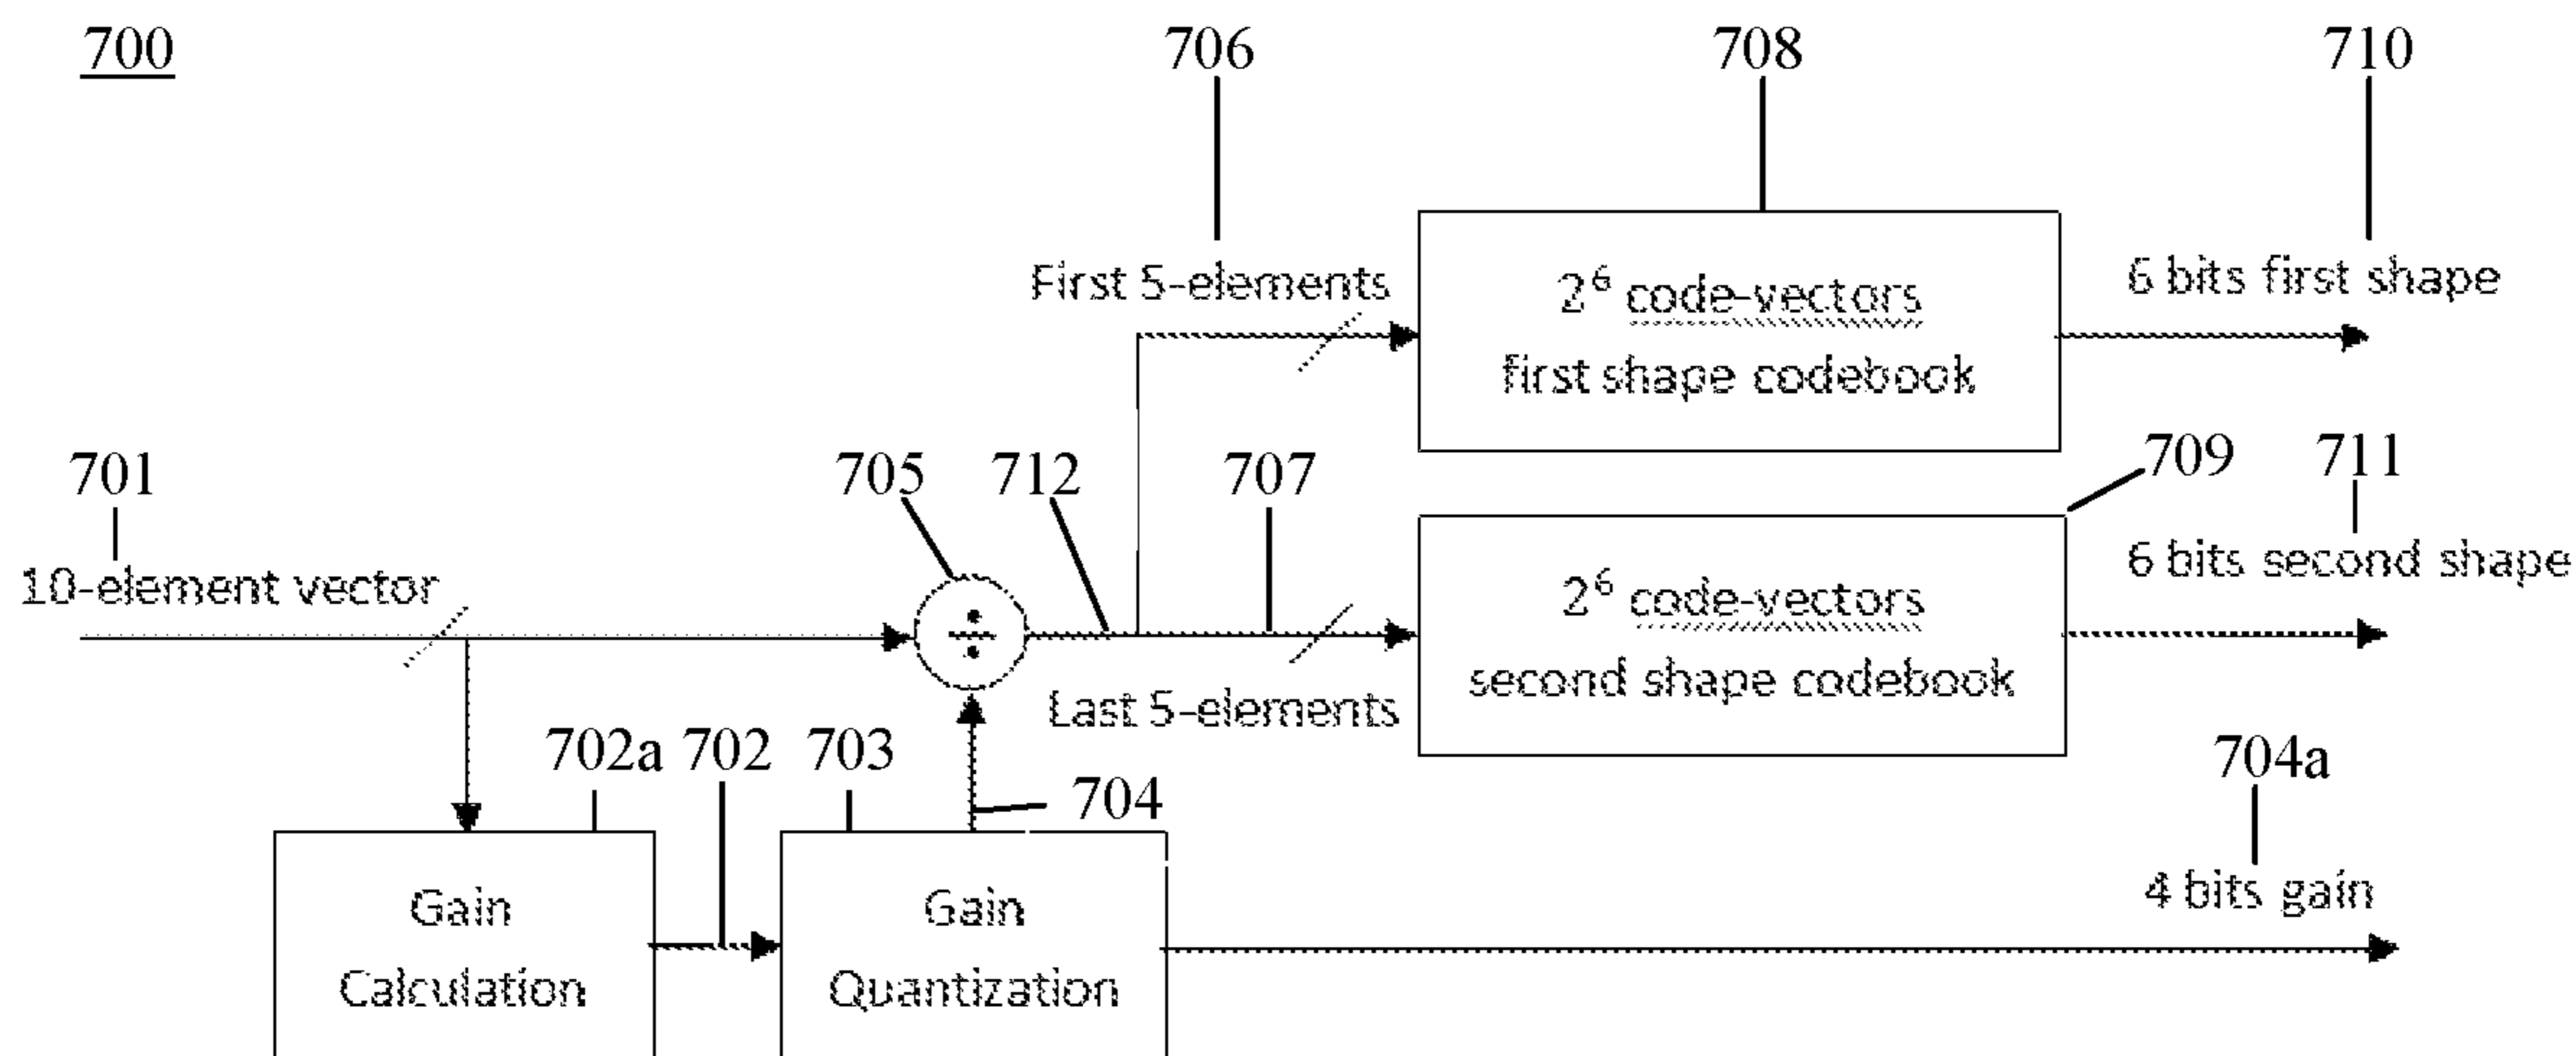 700
706
708
710
First 5-elements
2⁶ code-vectors
first shape codebook
6 bits first shape
701
705
712
707
709
711
10-element vector
2⁶ code-vectors
second shape codebook
6 bits second shape
Last 5-elements
702a
702
703
704
704a
4 bits gain
Gain
Calculation
Gain
Quantization